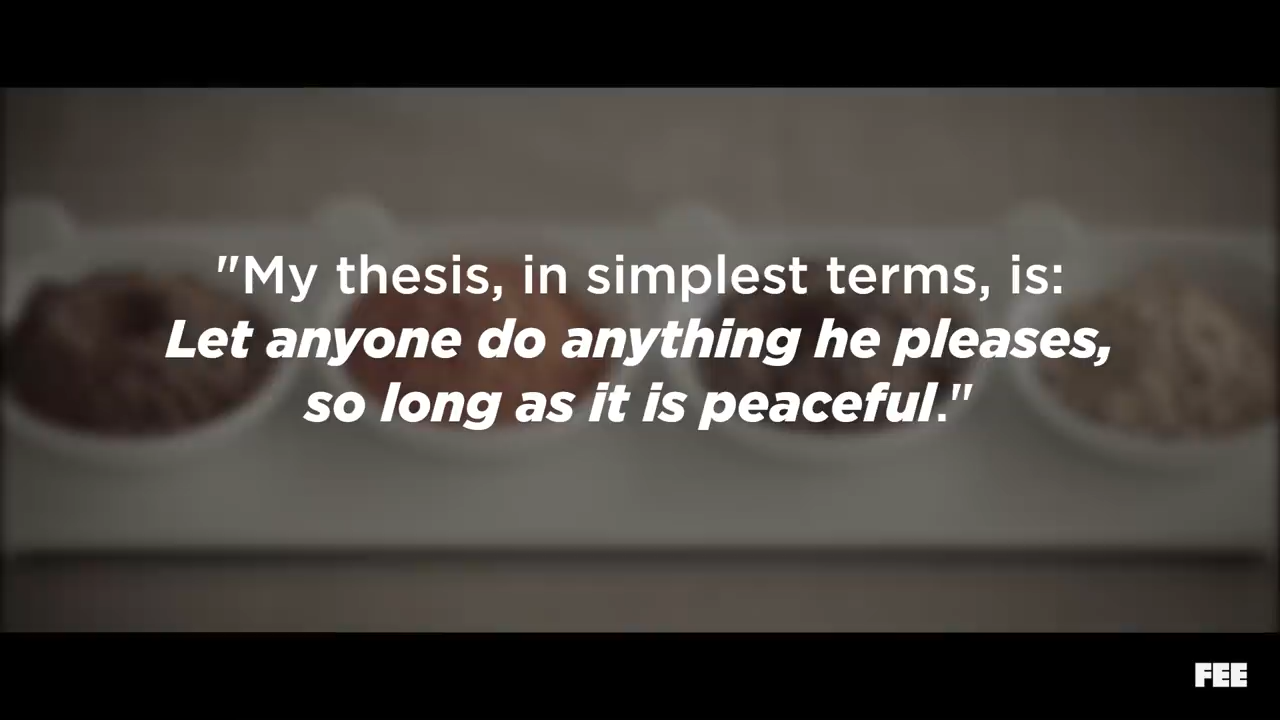 "My thesis, in simplest terms, is:
Let anyone do anything he pleases,
so long as it is peaceful."
FEE